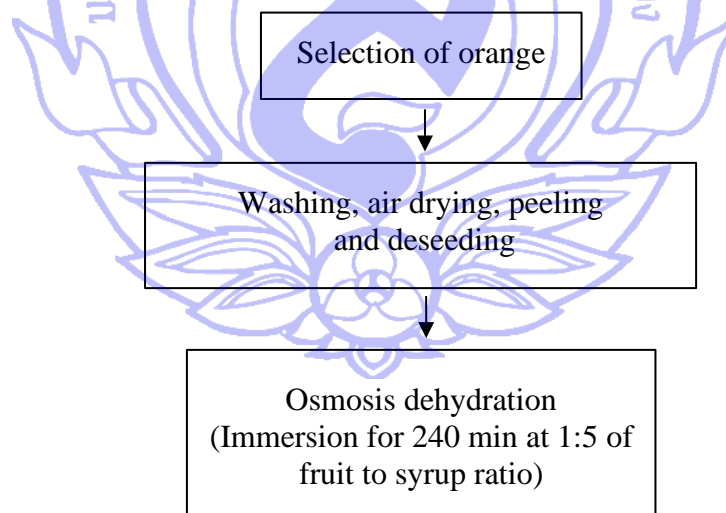 Selection of orange
Washing, air drying, peeling
and deseeding
Osmosis dehydration
(Immersion for 240 min at 1:5 of
fruit to syrup ratio)